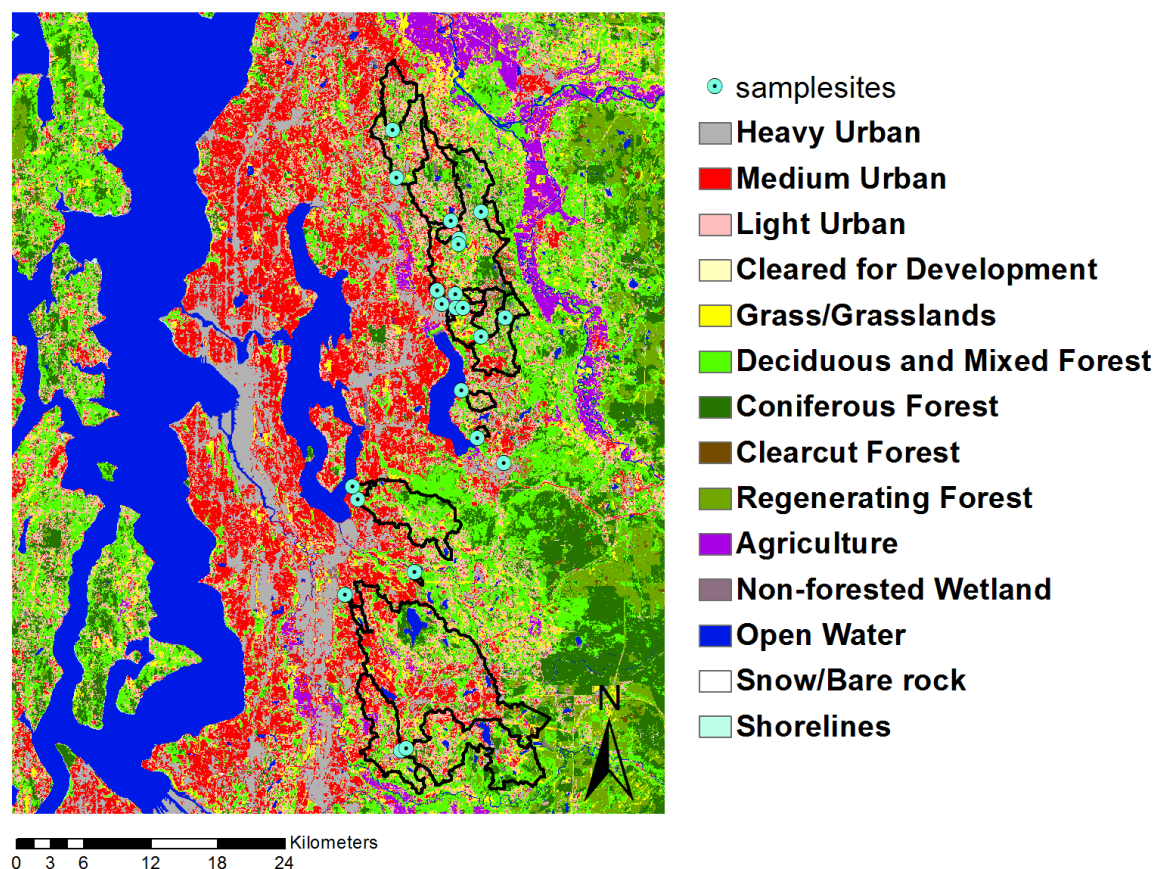 samplesites
Heavy Urban
Medium Urban
Light Urban
Cleared for Development
Grass/Grasslands
Deciduous and Mixed Forest
Coniferous Forest
Clearcut Forest
Regenerating Forest
Agriculture
Non-forested Wetland
Open Water
Snow/Bare rock
Shorelines
N
Kilometers
0 3 6 12 18 24